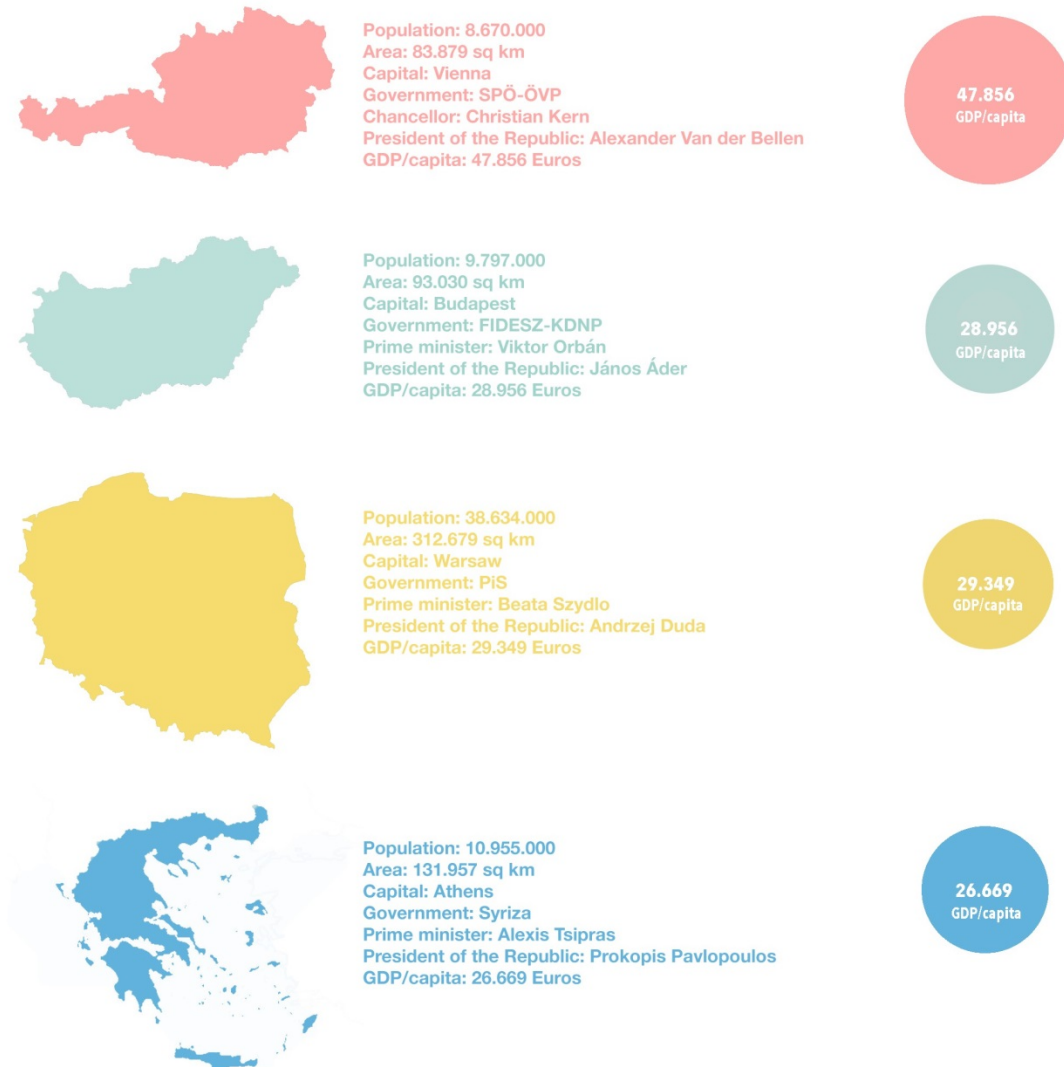 Population: 8.670.000
Area: 83.879 sq km
Capital: Vienna
Government: SPÖ-ÖVP
Chancellor: Christian Kern
President of the Republic: Alexander Van der Bellen
GDP/capita: 47.856 Euros
47.856
GDP/capita
Population: 9.797.000
Area: 93.030 sq km
Capital: Budapest
Government: FIDESZ-KDNP
Prime minister: Viktor Orbán
President of the Republic: János Áder
GDP/capita: 28.956 Euros
28.956
GDP/capita
Population: 38.634.000
Area: 312.679 sq km
Capital: Warsaw
Government: PiS
Prime minister: Beata Szydlo
President of the Republic: Andrzej Duda
GDP/capita: 29.349 Euros
29.349
GDP/capita
Population: 10.955.000
Area: 131.957 sq km
Capital: Athens
Government: Syriza
Prime minister: Alexis Tsipras
President of the Republic: Prokopis Pavlopoulos
GDP/capita: 26.669 Euros
26.669
GDP/capita